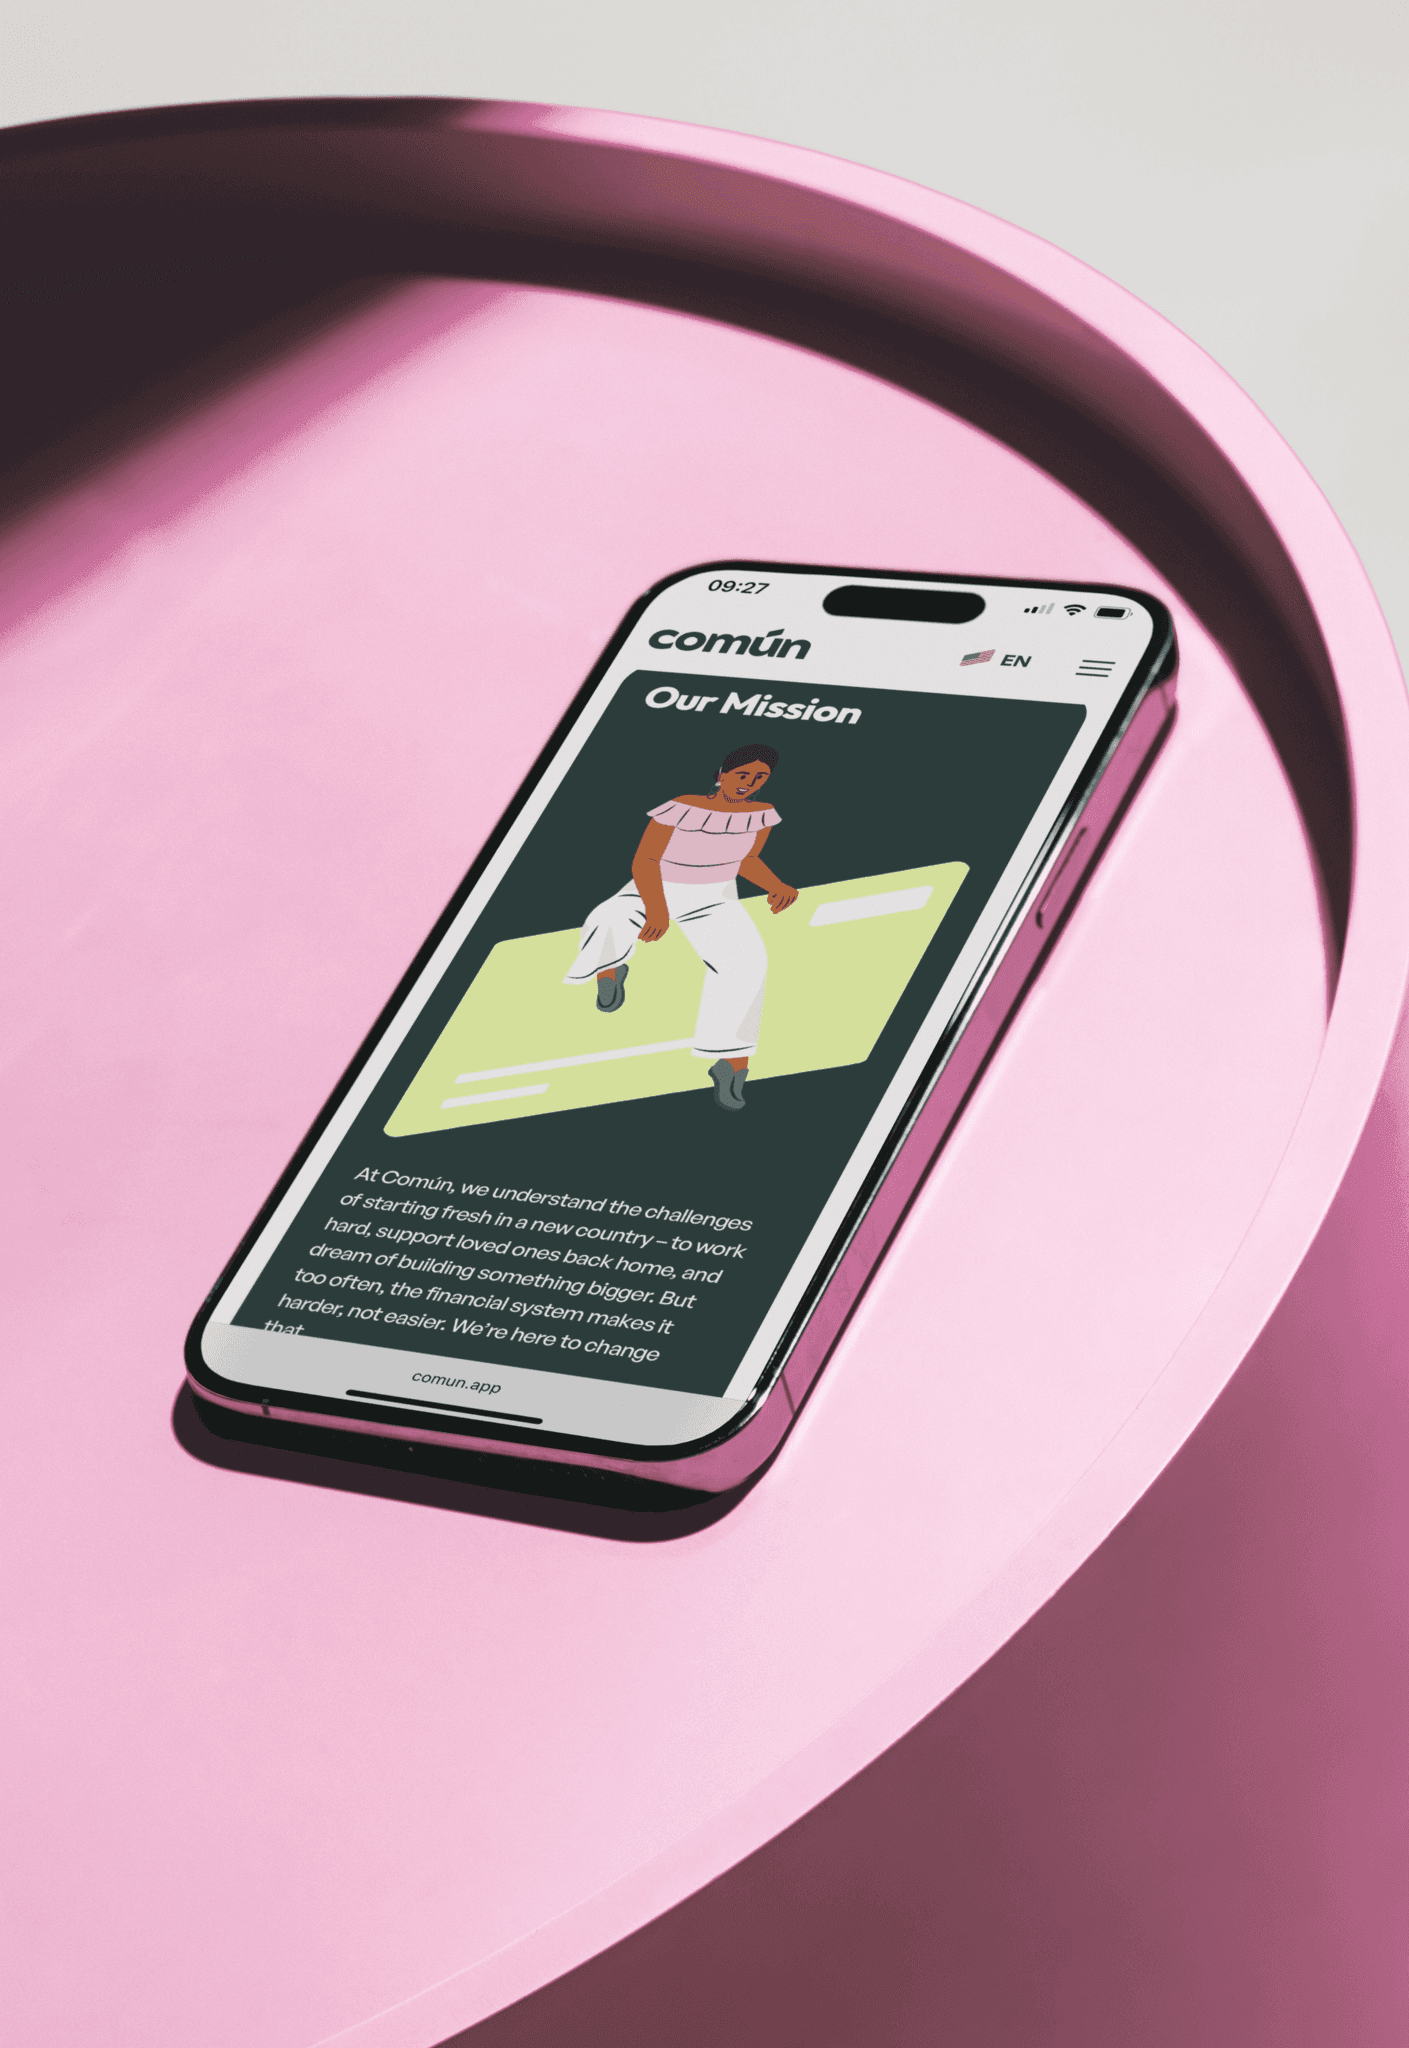 09:27
común
EN
Our Mission
At Común, we understand the challenges
of starting fresh in a new country – to work
hard, support loved ones back home, and
dream of building something bigger. But
too often, the financial system makes it
harder, not easier. We're here to change
that
comun.app